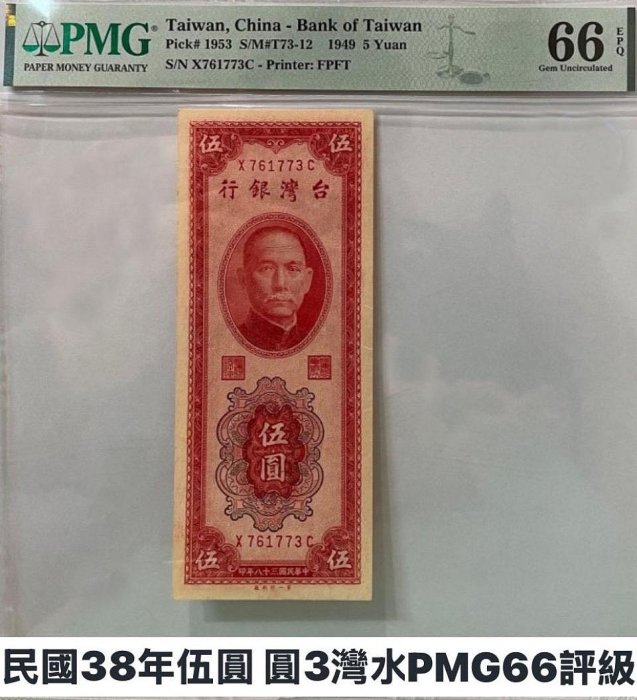 PMG
PAPER MONEY GUARANTY
Taiwan, China - Bank of Taiwan
Pick# 1953 S/M#T73-12 1949 5 Yuan
S/N X761773C - Printer: FPFT
66 EPQ
Gem Uncirculated
伍 伍
X761773C
行銀灣台
伍
圓
X761773C
伍 伍
印年八十三國民華中
民國38年伍圓 圓3灣水PMG66評級